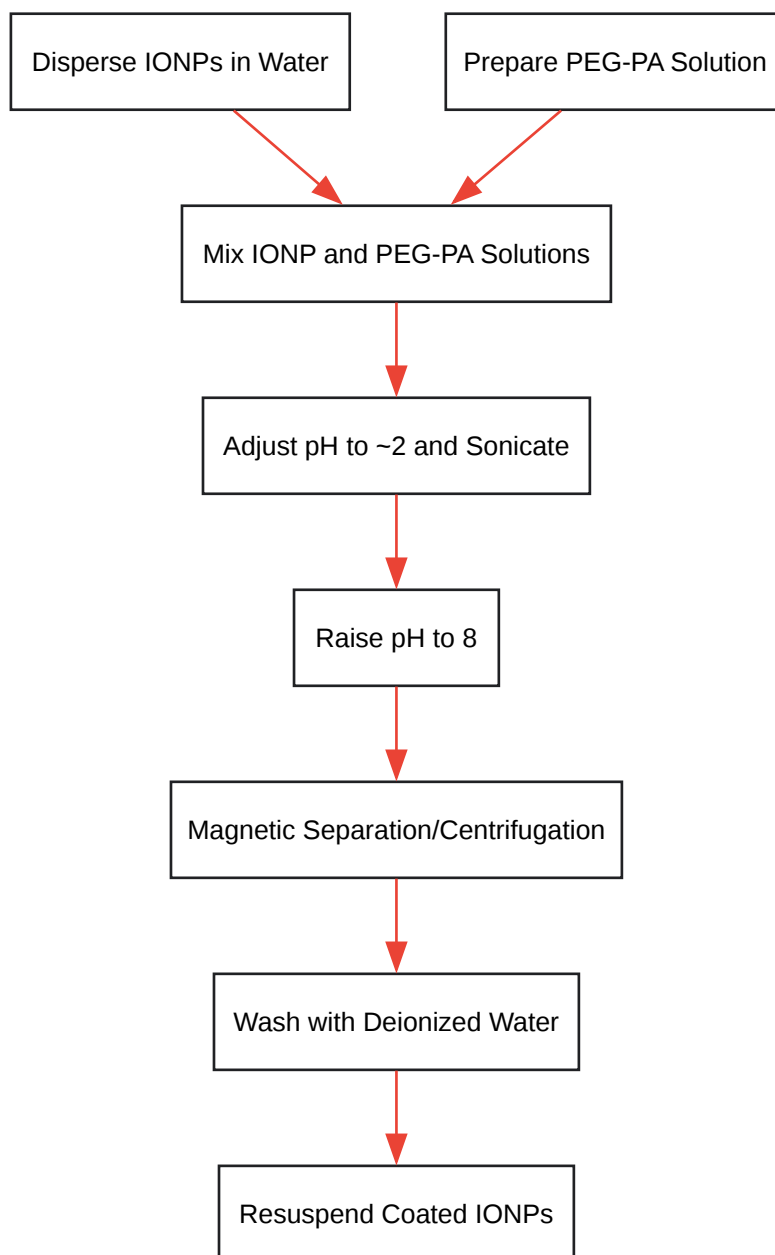 Disperse IONPs in Water
Prepare PEG-PA Solution
Mix IONP and PEG-PA Solutions
Adjust pH to ~2 and Sonicate
Raise pH to 8
Magnetic Separation/Centrifugation
Wash with Deionized Water
Resuspend Coated IONPs